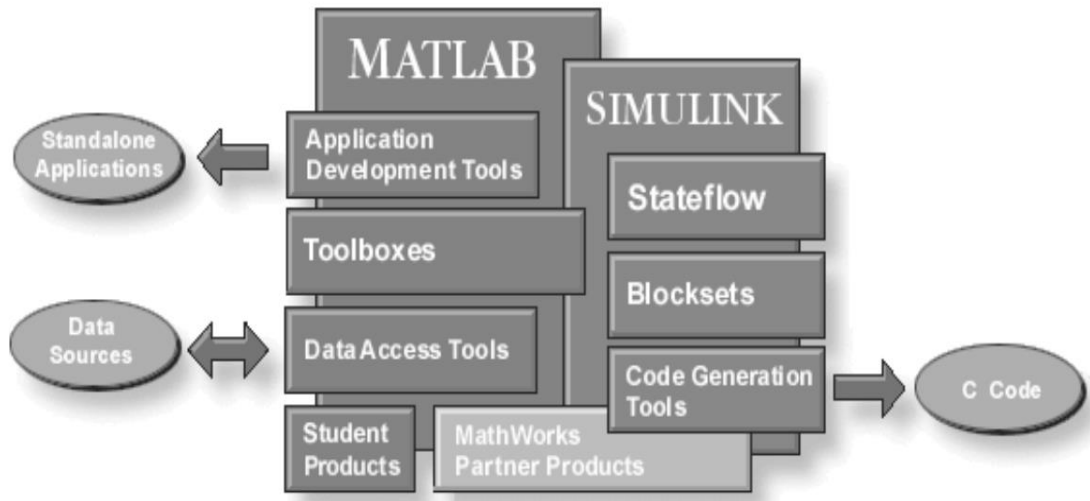 MATLAB
SIMULINK
Standalone
Applications
Application
Development Tools
Stateflow
Toolboxes
Blocksets
Data
Sources
Data Access Tools
Code Generation
Tools
C Code
Student
Products
MathWorks
Partner Products